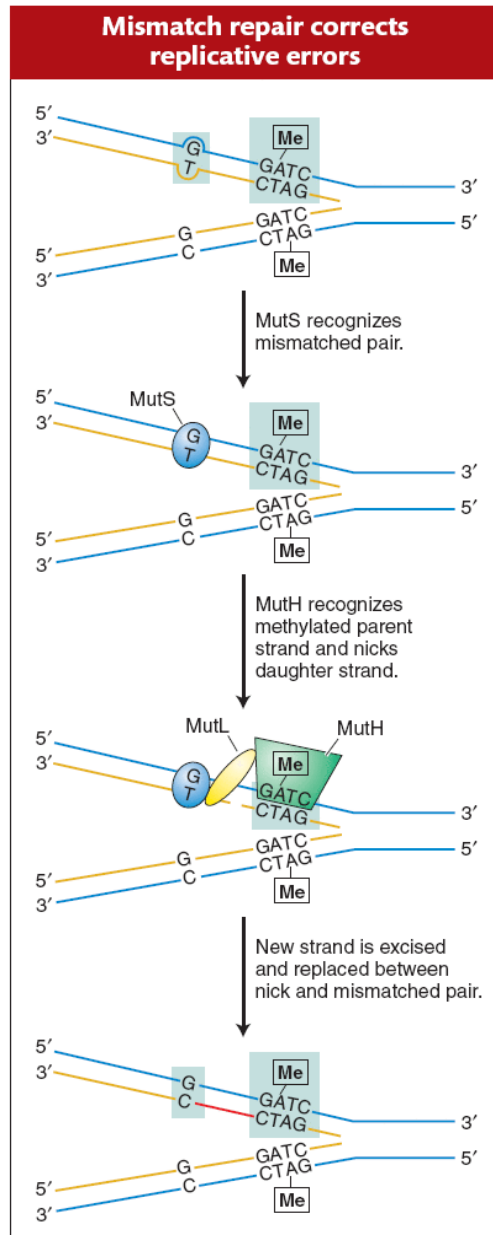 Mismatch repair corrects
replicative errors
5′
3′
G
T
Me
GATC
CTAG
3′
5′
3′
G
C
GATC
CTAG
Me
5′
MutS recognizes
mismatched pair.
MutS
5′
3′
G
T
Me
GATC
CTAG
3′
5′
3′
G
C
GATC
CTAG
Me
5′
MutH recognizes
methylated parent
strand and nicks
daughter strand.
MutL
MutH
5′
3′
G
T
Me
GATC
CTAG
3′
5′
3′
G
C
GATC
CTAG
Me
5′
New strand is excised
and replaced between
nick and mismatched pair.
5′
3′
G
C
Me
GATC
CTAG
3′
5′
3′
G
C
GATC
CTAG
Me
5′